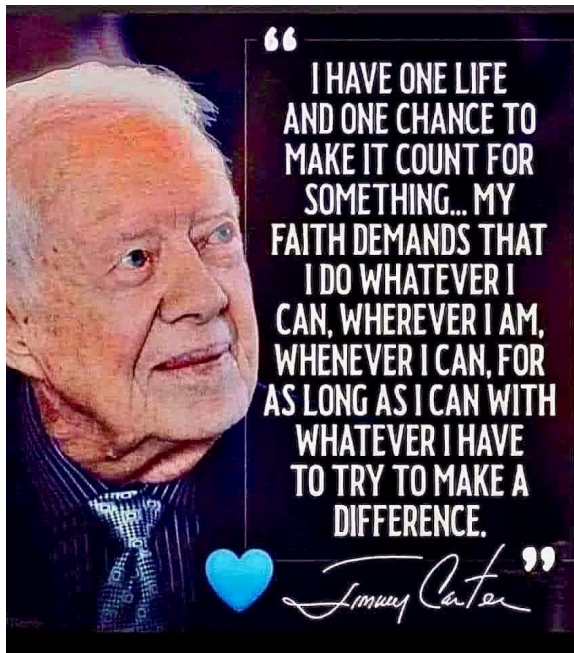 “
I HAVE ONE LIFE
AND ONE CHANCE TO
MAKE IT COUNT FOR
SOMETHING... MY
FAITH DEMANDS THAT
I DO WHATEVER I
CAN, WHEREVER I AM,
WHENEVER I CAN, FOR
AS LONG AS I CAN WITH
WHATEVER I HAVE
TO TRY TO MAKE A
DIFFERENCE.
”
Jimmy Carter